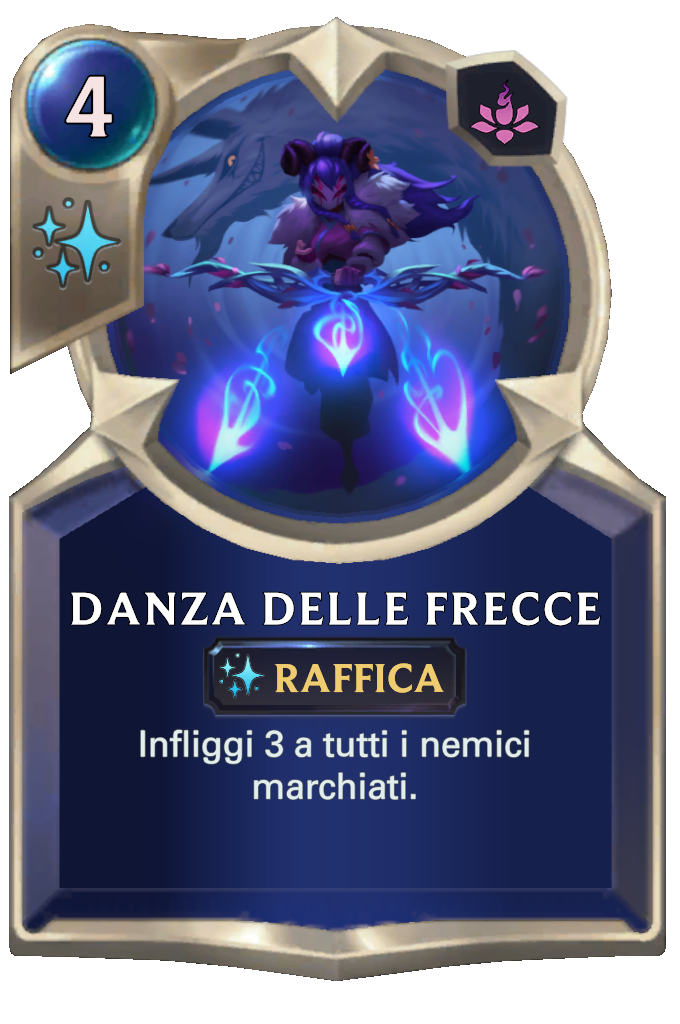 4
DANZA DELLE FRECCE
RAFFICA
Infliggi 3 a tutti i nemici
marchiati.